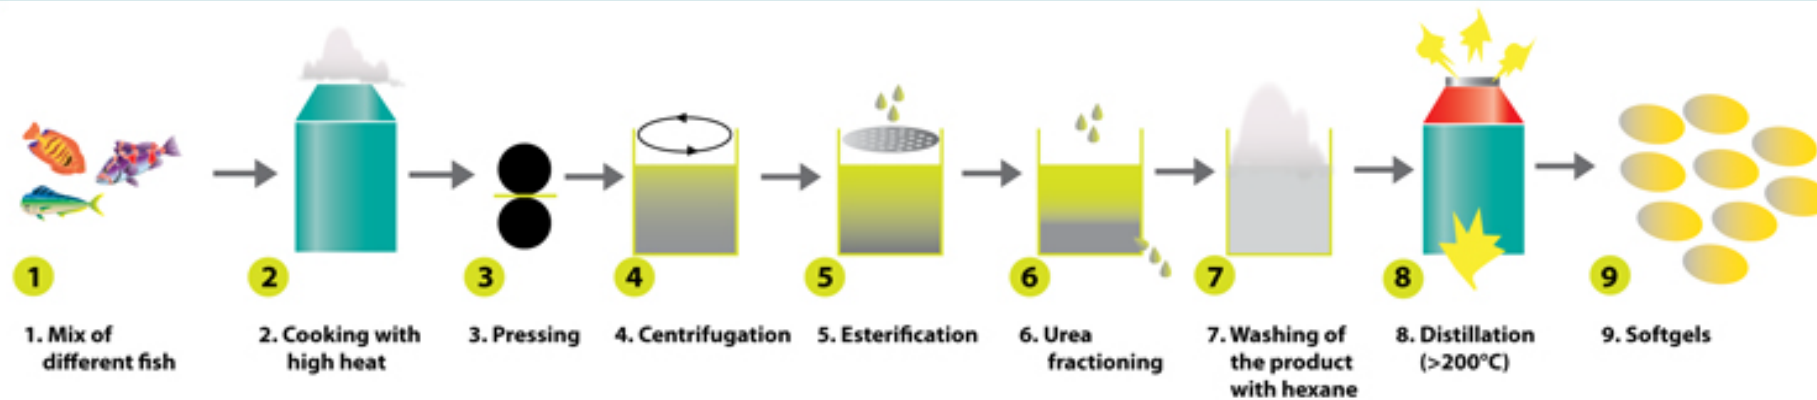 1
2
3
4
5
6
7
8
9
1. Mix of
different fish
2. Cooking with
high heat
3. Pressing
4. Centrifugation
5. Esterification
6. Urea
fractioning
7. Washing of
the product
with hexane
8. Distillation
(>200°C)
9. Softgels